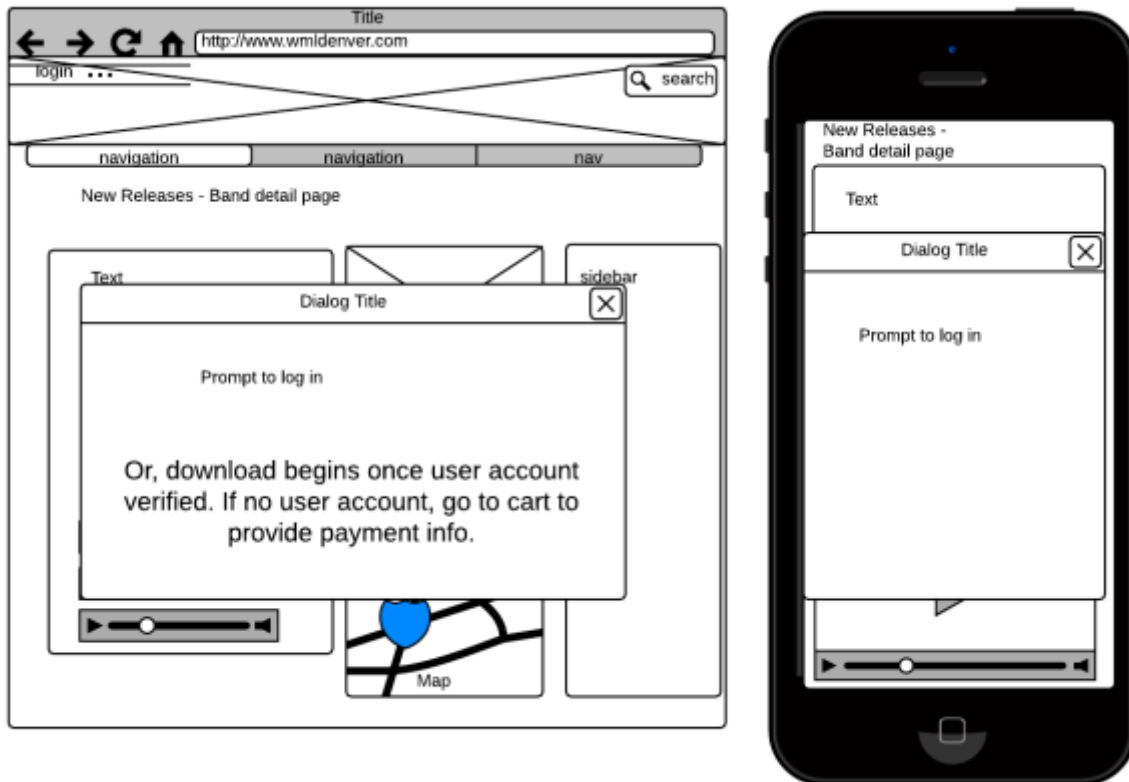 Title
http://www.wmldenver.com
login ...
search
navigation
navigation
nav
New Releases - Band detail page
Text
sidebar
Dialog Title
Prompt to log in
Or, download begins once user account
verified. If no user account, go to cart to
provide payment info.
Map
New Releases -
Band detail page
Text
Dialog Title
Prompt to log in